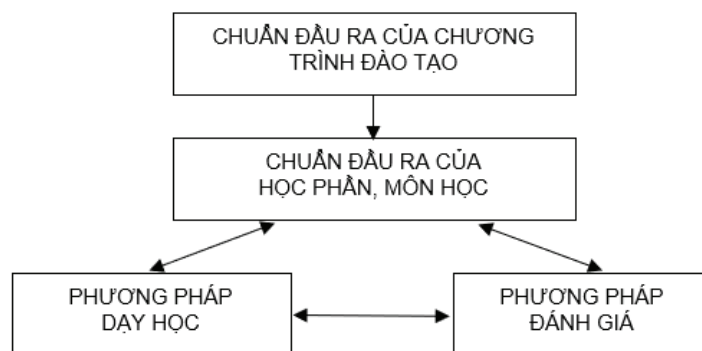 CHUẨN ĐẦU RA CỦA CHƯƠNG
TRÌNH ĐÀO TẠO
CHUẨN ĐẦU RA CỦA
HỌC PHẦN, MÔN HỌC
PHƯƠNG PHÁP
DẠY HỌC
PHƯƠNG PHÁP
ĐÁNH GIÁ